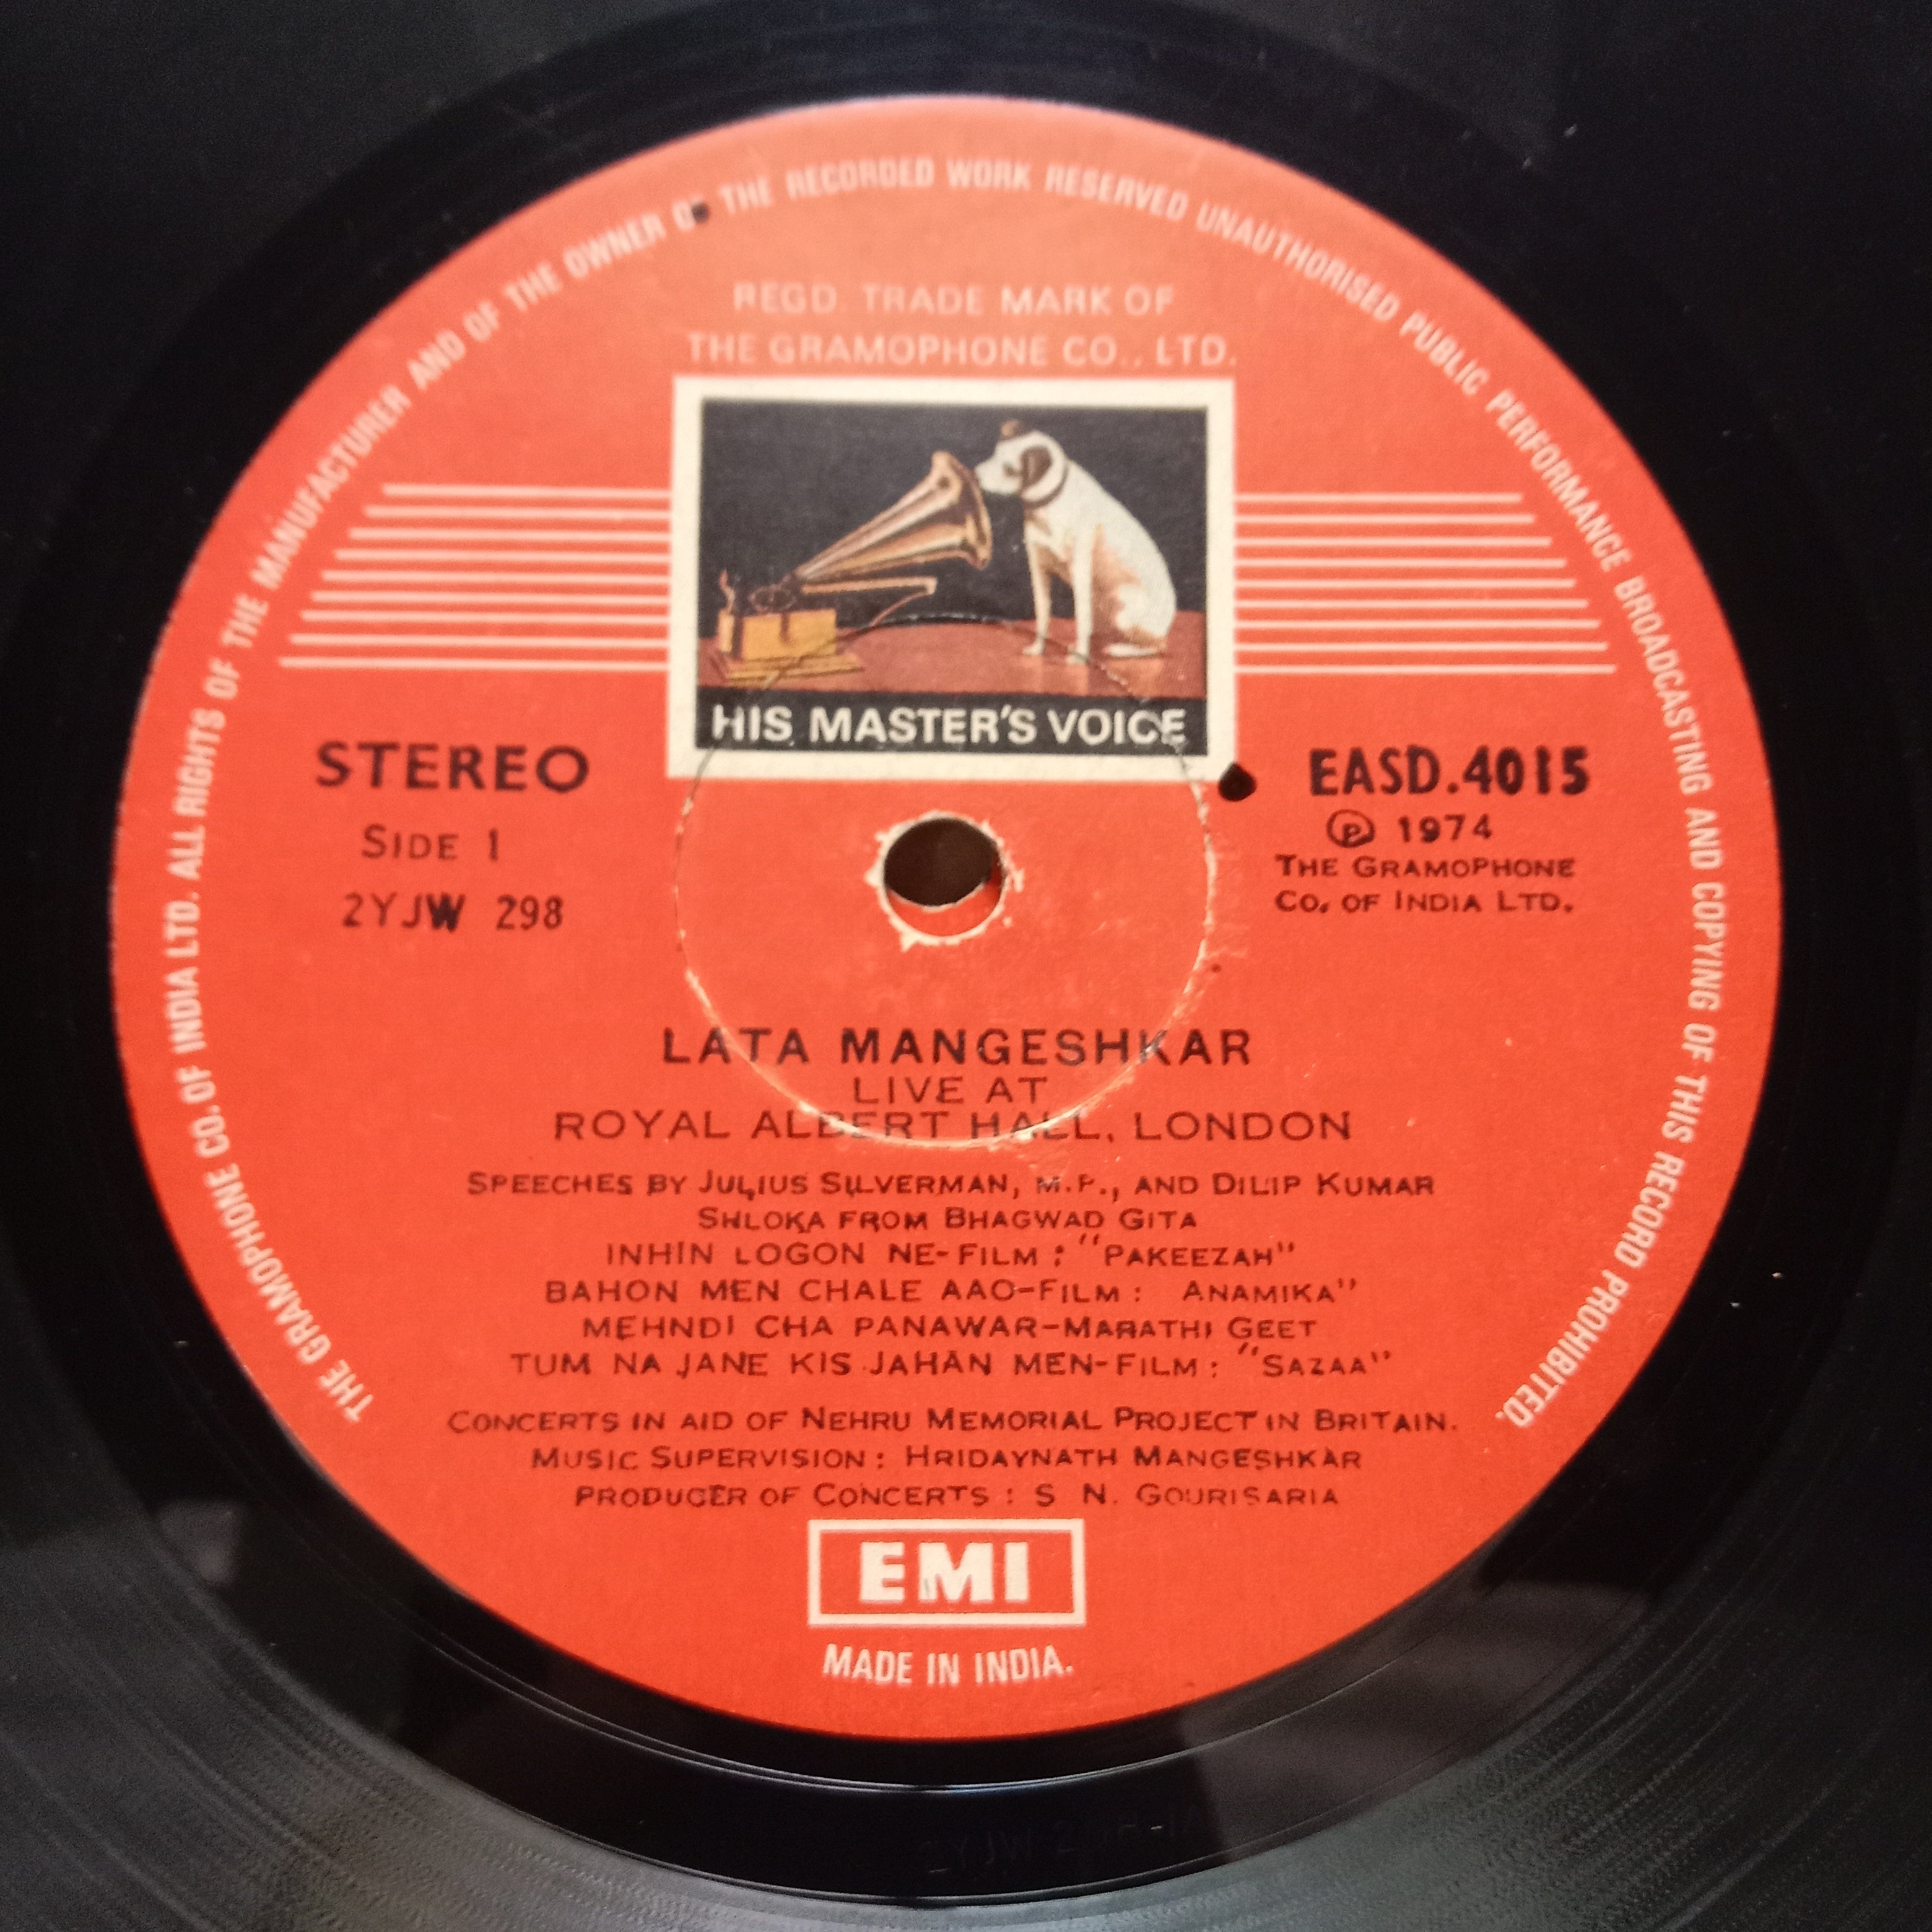 THE GRAMOPHONE CO. OF INDIA LTD. ALL RIGHTS OF THE MANUFACTURER AND OF THE OWNER OF THE RECORDED WORK RESERVED UNAUTHORISED PUBLIC PERFORMANCE BROADCASTING AND COPYING OF THIS RECORD PROHIBITED.
REGD. TRADE MARK OF
THE GRAMOPHONE CO., LTD.
HIS MASTER'S VOICE
STEREO
SIDE 1
2YJW 298
EASD.4015
℗ 1974
THE GRAMOPHONE
CO. OF INDIA LTD.
LATA MANGESHKAR
LIVE AT
ROYAL ALBERT HALL, LONDON
SPEECHES BY JULIUS SILVERMAN, M.P., AND DILIP KUMAR
SHLOKA FROM BHAGWAD GITA
INHIN LOGON NE-FILM : "PAKEEZAH"
BAHON MEN CHALE AAO-FILM : ANAMIKA"
MEHNDI CHA PANAWAR-MARATHI GEET
TUM NA JANE KIS JAHAN MEN-FILM : "SAZAA"
CONCERTS IN AID OF NEHRU MEMORIAL PROJECT IN BRITAIN.
MUSIC SUPERVISION : HRIDAYNATH MANGESHKAR
PRODUCER OF CONCERTS : S N. GOURISARIA
EMI
MADE IN INDIA.